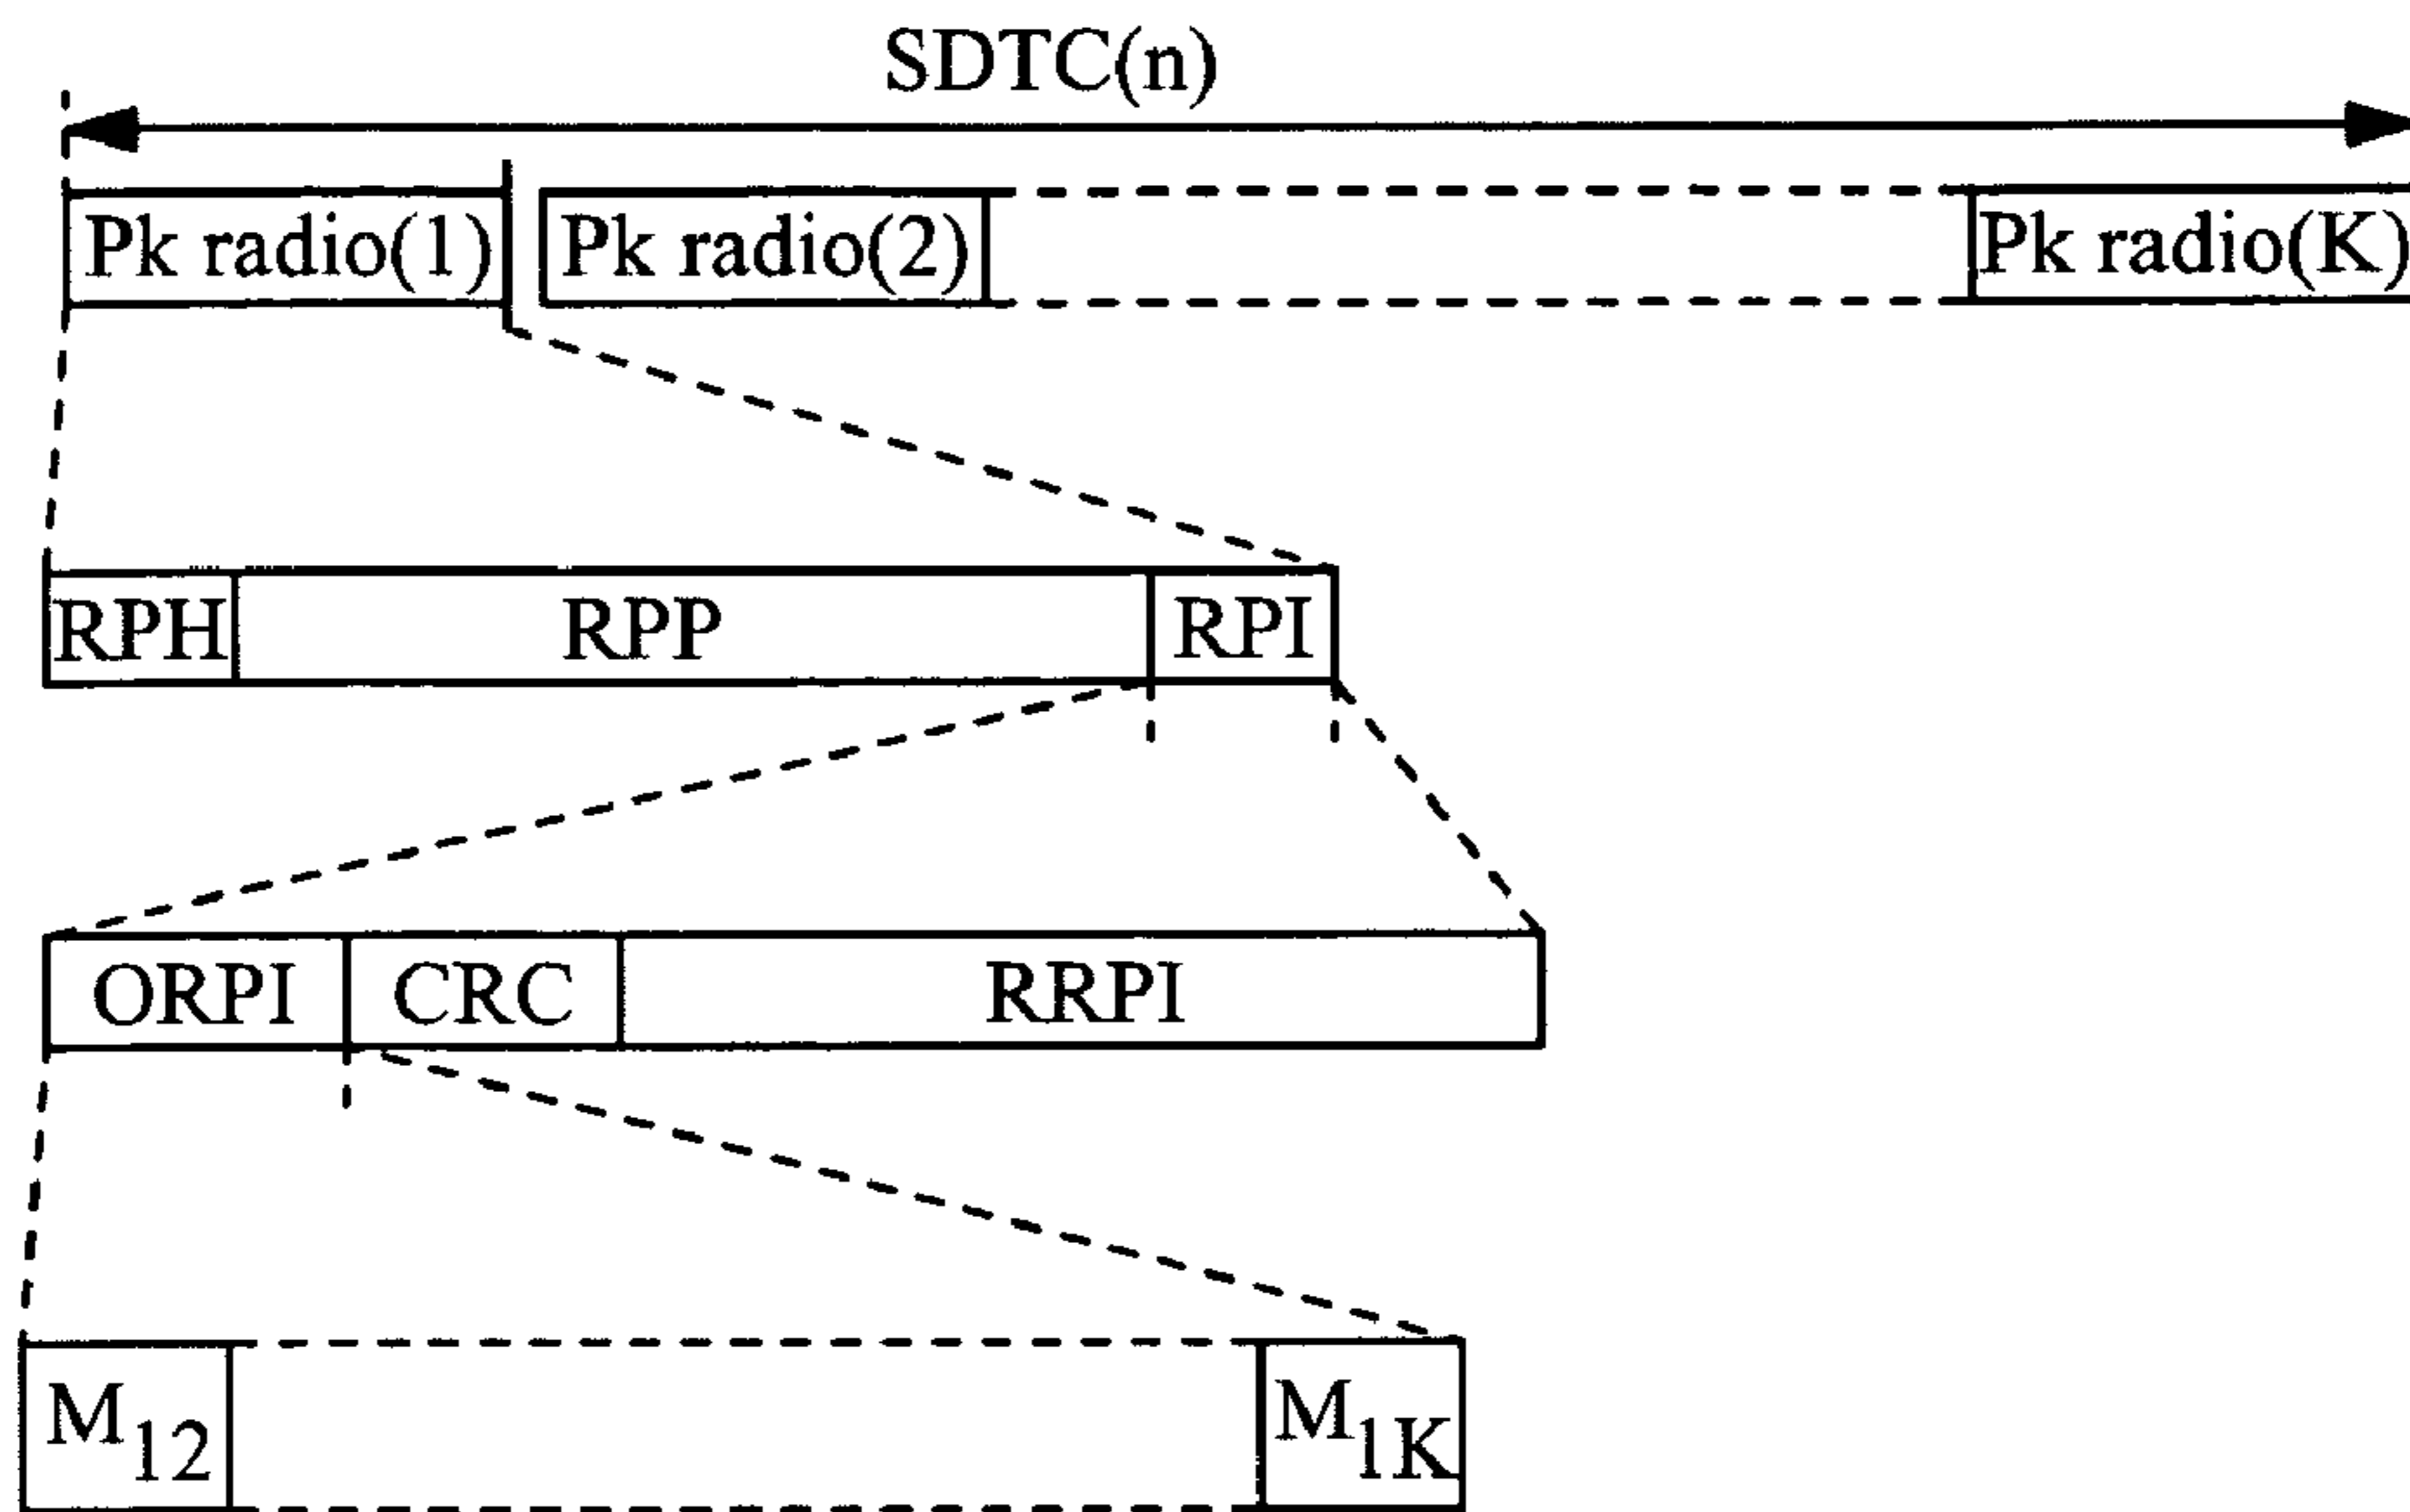 SDTC(n)
Pk radio(1) Pk radio(2) Pk radio(K)
RPH RPP RPI
ORPI CRC RRPI
M12 M1K